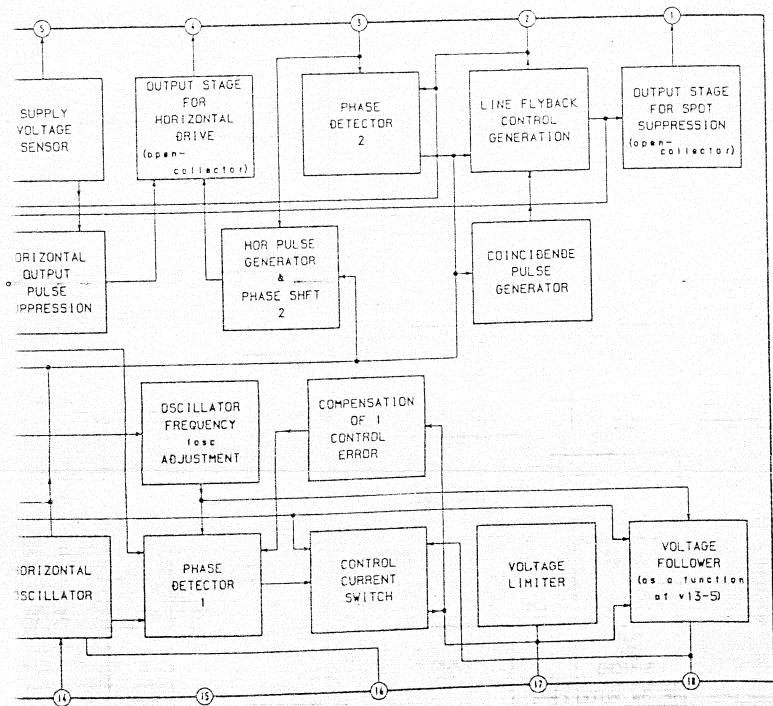 5 4 3 2 1
SUPPLY
VOLTAGE
SENSOR
OUTPUT STAGE
FOR
HORIZONTAL
DRIVE
(open-
collector)
PHASE
DETECTOR
2
LINE FLYBACK
CONTROL
GENERATION
OUTPUT STAGE
FOR SPOT
SUPPRESSION
(open-
collector)
ORIZONTAL
OUTPUT
PULSE
UPPRESSION
HOR PULSE
GENERATOR
&
PHASE SHFT
2
COINCIDENDE
PULSE
GENERATOR
OSCILLATOR
FREQUENCY
fosc
ADJUSTMENT
COMPENSATION
OF 1
CONTROL
ERROR
HORIZONTAL
OSCILLATOR
PHASE
DETECTOR
1
CONTROL
CURRENT
SWITCH
VOLTAGE
LIMITER
VOLTAGE
FOLLOWER
(as a function
at v13-5)
14 15 16 17 18